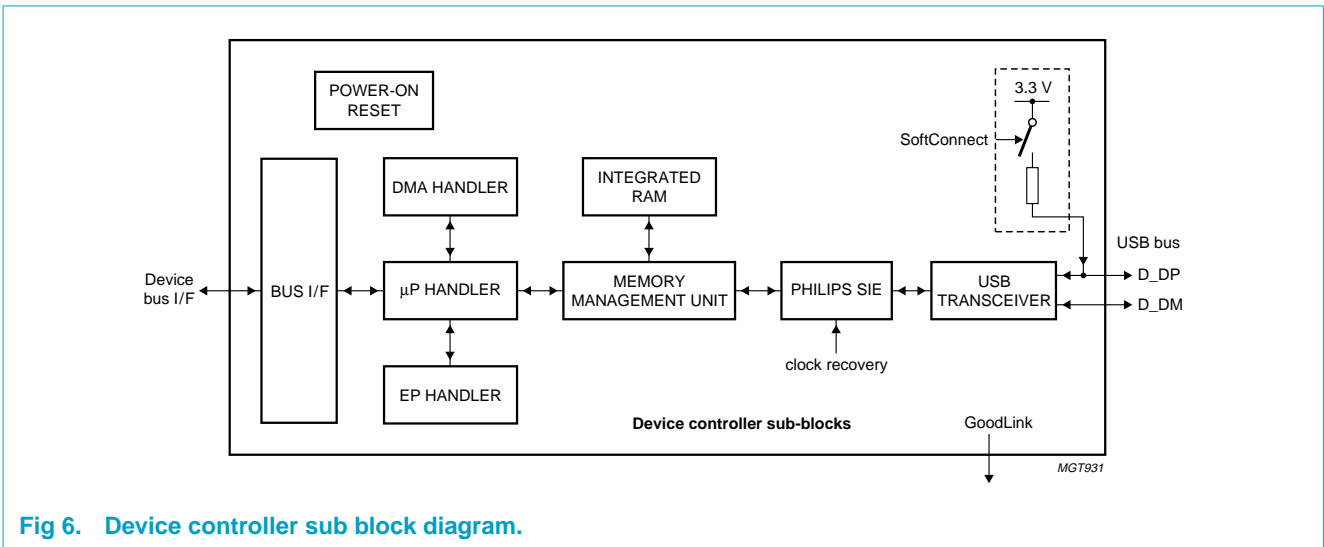 POWER-ON
RESET
3.3 V
SoftConnect
DMA HANDLER
INTEGRATED
RAM
USB bus
Device
bus I/F
BUS I/F
μP HANDLER
MEMORY
MANAGEMENT UNIT
PHILIPS SIE
USB
TRANSCEIVER
D_DP
D_DM
clock recovery
EP HANDLER
Device controller sub-blocks
GoodLink
MGT931
Fig 6. Device controller sub block diagram.